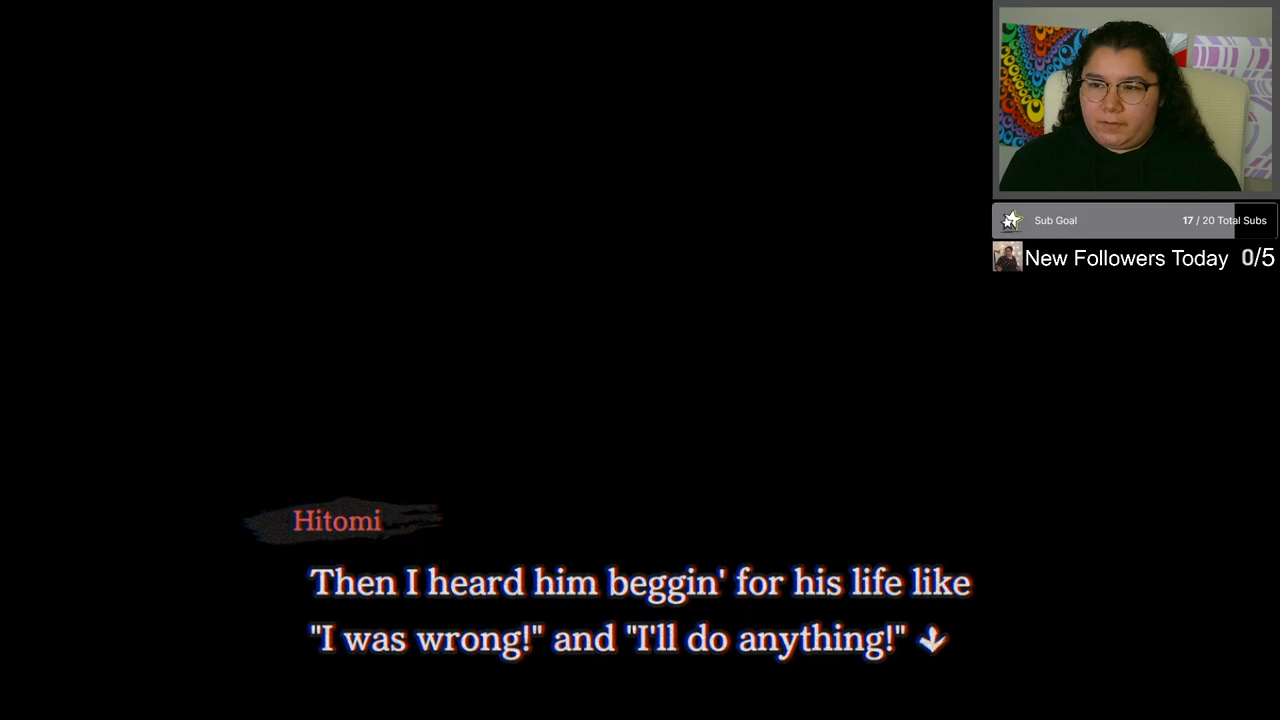 Sub Goal 17 / 20 Total Subs
New Followers Today 0/5
Hitomi
Then I heard him beggin' for his life like
"I was wrong!" and "I'll do anything!"